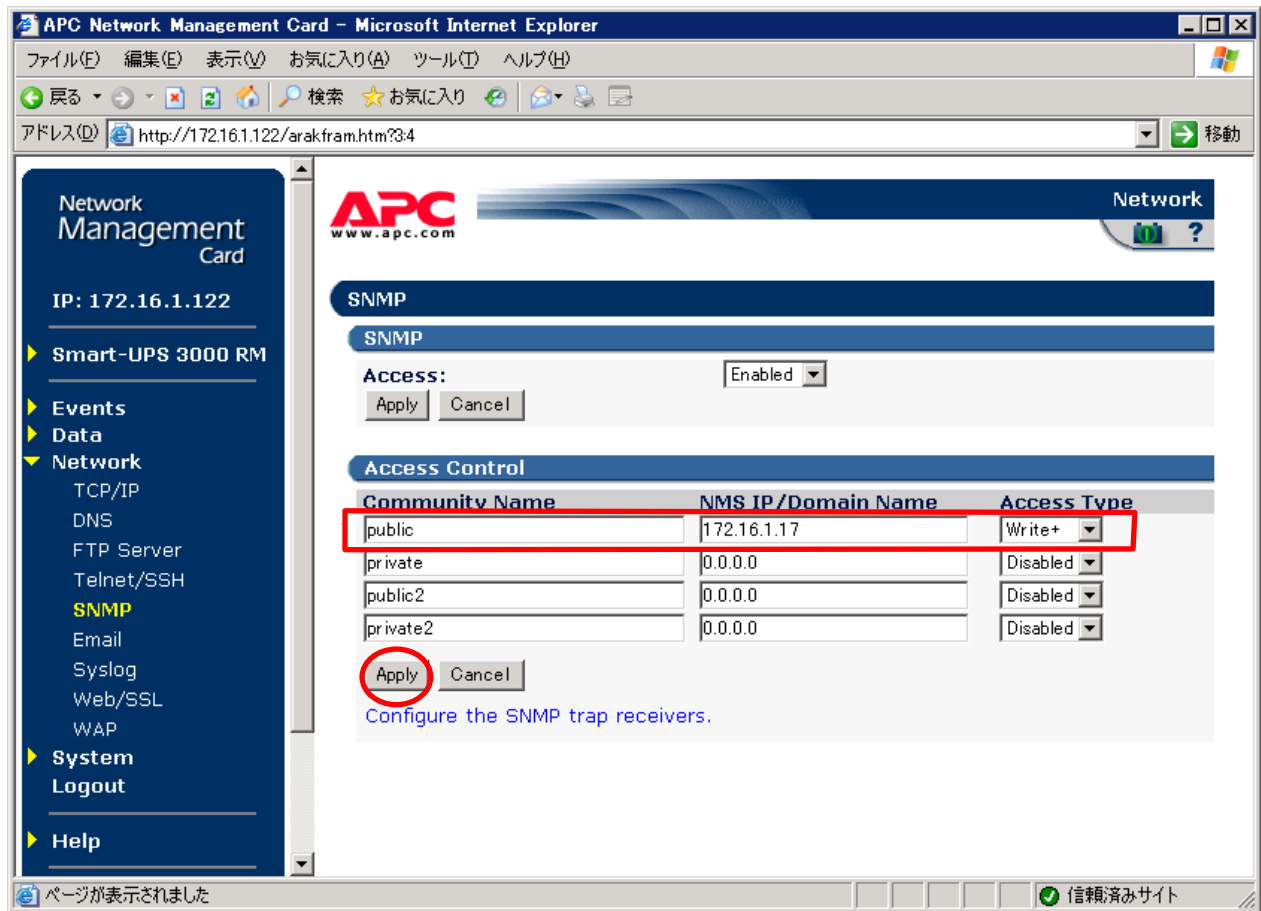 APC Network Management Card - Microsoft Internet Explorer
ファイル(F) 編集(E) 表示(V) お気に入り(A) ツール(T) ヘルプ(H)
戻る 検索 お気に入り
アドレス(D) http://172.16.1.122/arakfram.htm?3:4 移動
Network
Management
Card
IP: 172.16.1.122
Smart-UPS 3000 RM
Events
Data
Network
TCP/IP
DNS
FTP Server
Telnet/SSH
SNMP
Email
Syslog
Web/SSL
WAP
System
Logout
Help
APC
www.apc.com
Network
?
SNMP
SNMP
Access: Enabled
Apply Cancel
Access Control
Community Name NMS IP/Domain Name Access Type
public 172.16.1.17 Write+
private 0.0.0.0 Disabled
public2 0.0.0.0 Disabled
private2 0.0.0.0 Disabled
Apply Cancel
Configure the SNMP trap receivers.
ページが表示されました 信頼済みサイト